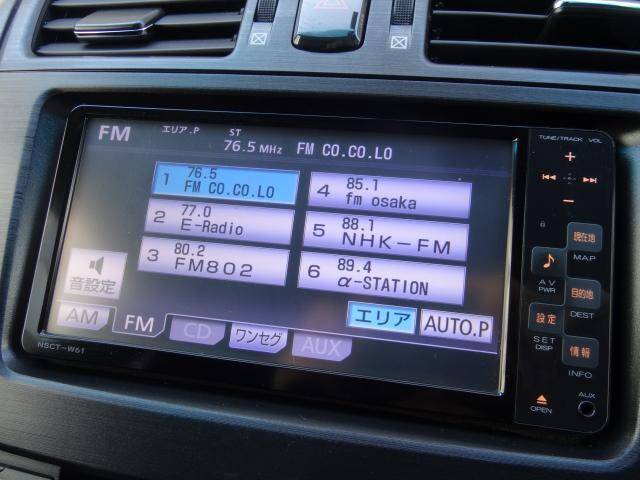 FM
エリア.P
ST
76.5 MHz FM CO.CO.LO
1 76.5 FM CO.CO.LO
2 77.0 E-Radio
3 80.2 FM802
4 85.1 fm osaka
5 88.1 NHK-FM
6 89.4 α-STATION
音設定
エリア
AUTO.P
AM
FM
CD
ワンセグ
AUX
NSCT-W61
TUNE/TRACK VOL
+
−
現在地
MAP
AV
PWR
目的地
DEST
設定
SET
DISP
情報
INFO
OPEN
AUX